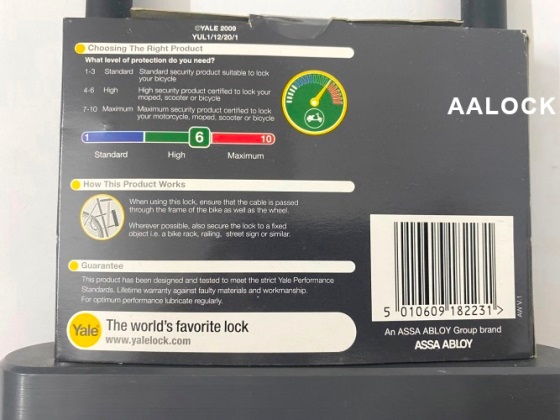 ©YALE 2009
YUL1/12/20/1
Choosing The Right Product
What level of protection do you need?
1-3 Standard Standard security product suitable to lock
your bicycle
4-6 High High security product certified to lock your
moped, scooter or bicycle
7-10 Maximum Maximum security product certified to lock
your motorcycle, moped, scooter or bicycle
1 6 10
Standard High Maximum
AALOCK
How This Product Works
When using this lock, ensure that the cable is passed
through the frame of the bike as well as the wheel.
Wherever possible, also secure the lock to a fixed
object i.e. a bike rack, railing, street sign or similar.
Guarantee
This product has been designed and tested to meet the strict Yale Performance
Standards. Lifetime warranty against faulty materials and workmanship.
For optimum performance lubricate regularly.
Yale The world's favorite lock
www.yalelock.com
5 010609 182231 >
A/W V.1
An ASSA ABLOY Group brand
ASSA ABLOY